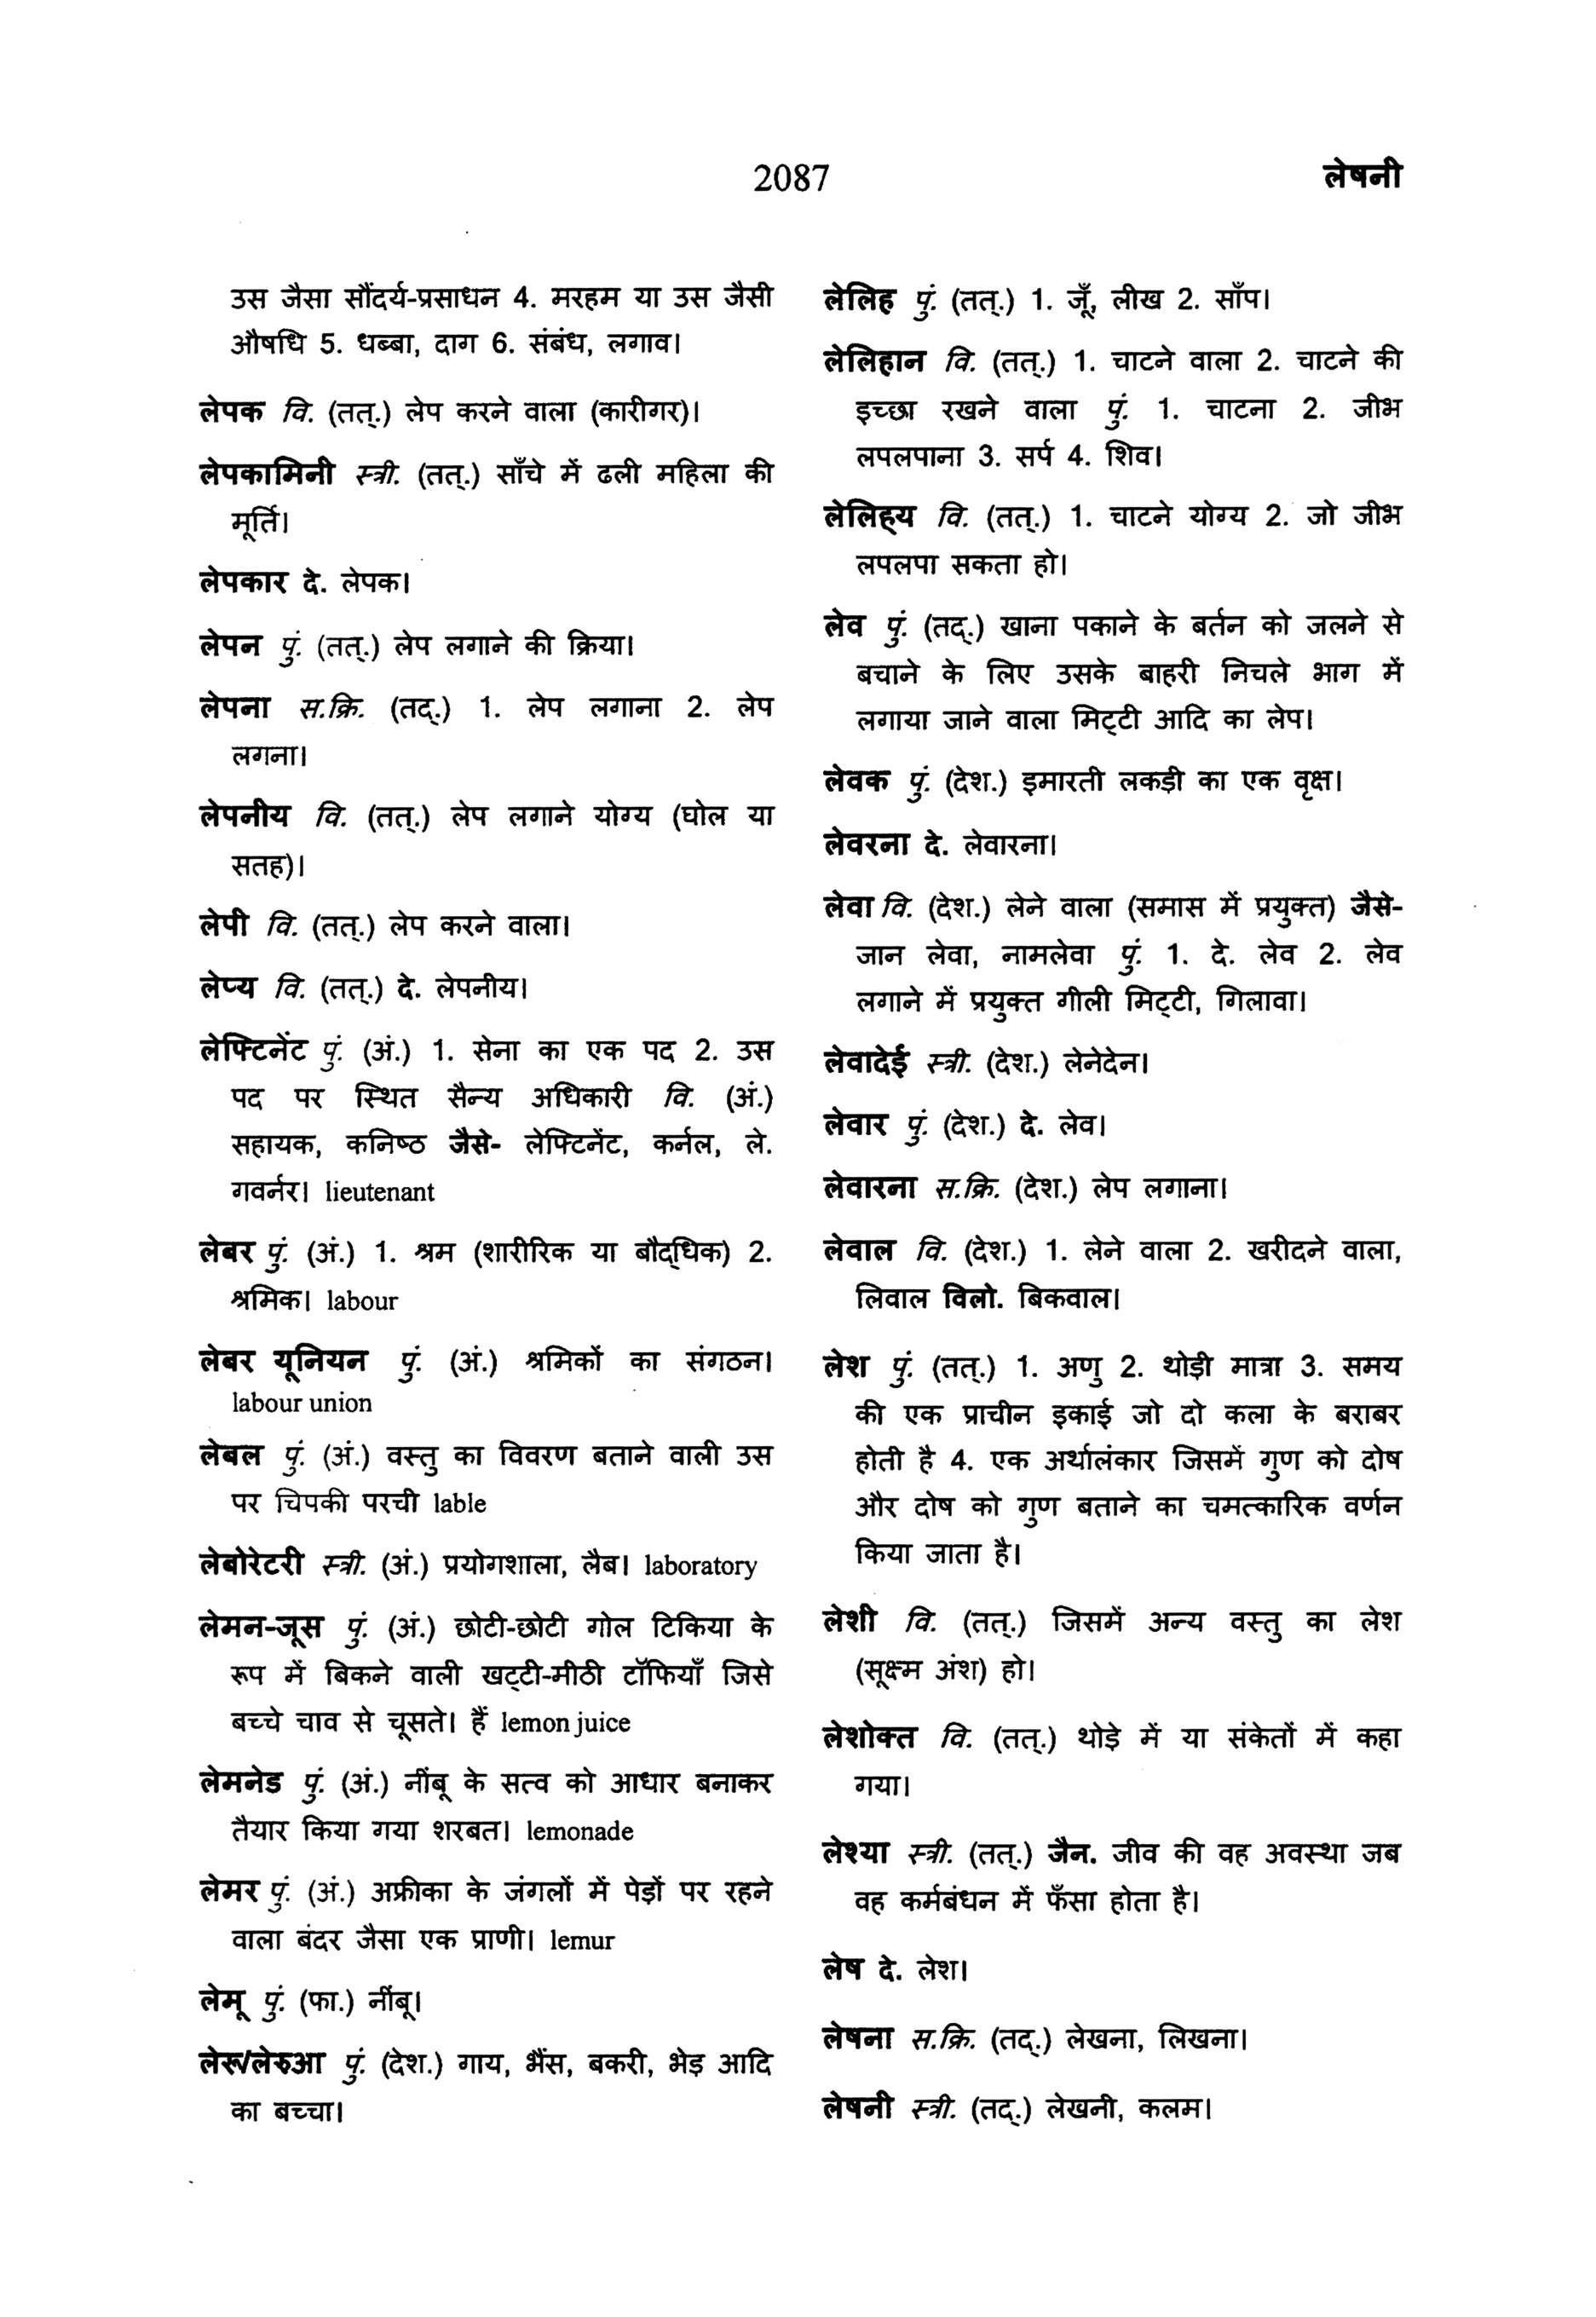 2087
लेषनी
उस जैसा सौंदर्य-प्रसाधन 4. मरहम या उस जैसी
औषधि 5. धब्बा, दाग 6. संबंध, लगाव।
लेपक वि. (तत्.) लेप करने वाला (कारीगर)।
लेपकामिनी स्त्री. (तत्.) साँचे में ढली महिला की
मूर्ति।
लेपकार दे. लेपक।
लेपन पुं. (तत्.) लेप लगाने की क्रिया।
लेपना स.क्रि. (तद्.) 1. लेप लगाना 2. लेप
लगना।
लेपनीय वि. (तत्.) लेप लगाने योग्य (घोल या
सतह)।
लेपी वि. (तत्.) लेप करने वाला।
लेप्य वि. (तत्.) दे. लेपनीय।
लेफ्टिनेंट पुं. (अं.) 1. सेना का एक पद 2. उस
पद पर स्थित सैन्य अधिकारी वि. (अं.)
सहायक, कनिष्ठ जैसे- लेफ्टिनेंट, कर्नल, ले.
गवर्नर। lieutenant
लेबर पुं. (अं.) 1. श्रम (शारीरिक या बौद्धिक) 2.
श्रमिक। labour
लेबर यूनियन पुं. (अं.) श्रमिकों का संगठन।
labour union
लेबल पुं. (अं.) वस्तु का विवरण बताने वाली उस
पर चिपकी परची lable
लेबोरेटरी स्त्री. (अं.) प्रयोगशाला, लैब। laboratory
लेमन-जूस पुं. (अं.) छोटी-छोटी गोल टिकिया के
रूप में बिकने वाली खट्टी-मीठी टॉफियाँ जिसे
बच्चे चाव से चूसते। हैं lemon juice
लेमनेड पुं. (अं.) नींबू के सत्व को आधार बनाकर
तैयार किया गया शरबत। lemonade
लेमर पुं. (अं.) अफ्रीका के जंगलों में पेड़ों पर रहने
वाला बंदर जैसा एक प्राणी। lemur
लेमू पुं. (फा.) नींबू।
लेरू/लेरुआ पुं. (देश.) गाय, भैंस, बकरी, भेड़ आदि
का बच्चा।
लेलिह पुं. (तत्.) 1. जूँ, लीख 2. साँप।
लेलिहान वि. (तत्.) 1. चाटने वाला 2. चाटने की
इच्छा रखने वाला पुं. 1. चाटना 2. जीभ
लपलपाना 3. सर्प 4. शिव।
लेलिह्य वि. (तत्.) 1. चाटने योग्य 2. जो जीभ
लपलपा सकता हो।
लेव पुं. (तद्.) खाना पकाने के बर्तन को जलने से
बचाने के लिए उसके बाहरी निचले भाग में
लगाया जाने वाला मिट्टी आदि का लेप।
लेवक पुं. (देश.) इमारती लकड़ी का एक वृक्ष।
लेवरना दे. लेवारना।
लेवा वि. (देश.) लेने वाला (समास में प्रयुक्त) जैसे-
जान लेवा, नामलेवा पुं. 1. दे. लेव 2. लेव
लगाने में प्रयुक्त गीली मिट्टी, गिलावा।
लेवादेई स्त्री. (देश.) लेनेदेन।
लेवार पुं. (देश.) दे. लेव।
लेवारना स.क्रि. (देश.) लेप लगाना।
लेवाल वि. (देश.) 1. लेने वाला 2. खरीदने वाला,
लिवाल विलो. बिकवाल।
लेश पुं. (तत्.) 1. अणु 2. थोड़ी मात्रा 3. समय
की एक प्राचीन इकाई जो दो कला के बराबर
होती है 4. एक अर्थालंकार जिसमें गुण को दोष
और दोष को गुण बताने का चमत्कारिक वर्णन
किया जाता है।
लेशी वि. (तत्.) जिसमें अन्य वस्तु का लेश
(सूक्ष्म अंश) हो।
लेशोक्त वि. (तत्.) थोड़े में या संकेतों में कहा
गया।
लेश्या स्त्री. (तत्.) जैन. जीव की वह अवस्था जब
वह कर्मबंधन में फँसा होता है।
लेष दे. लेश।
लेषना स.क्रि. (तद्.) लेखना, लिखना।
लेषनी स्त्री. (तद्.) लेखनी, कलम।